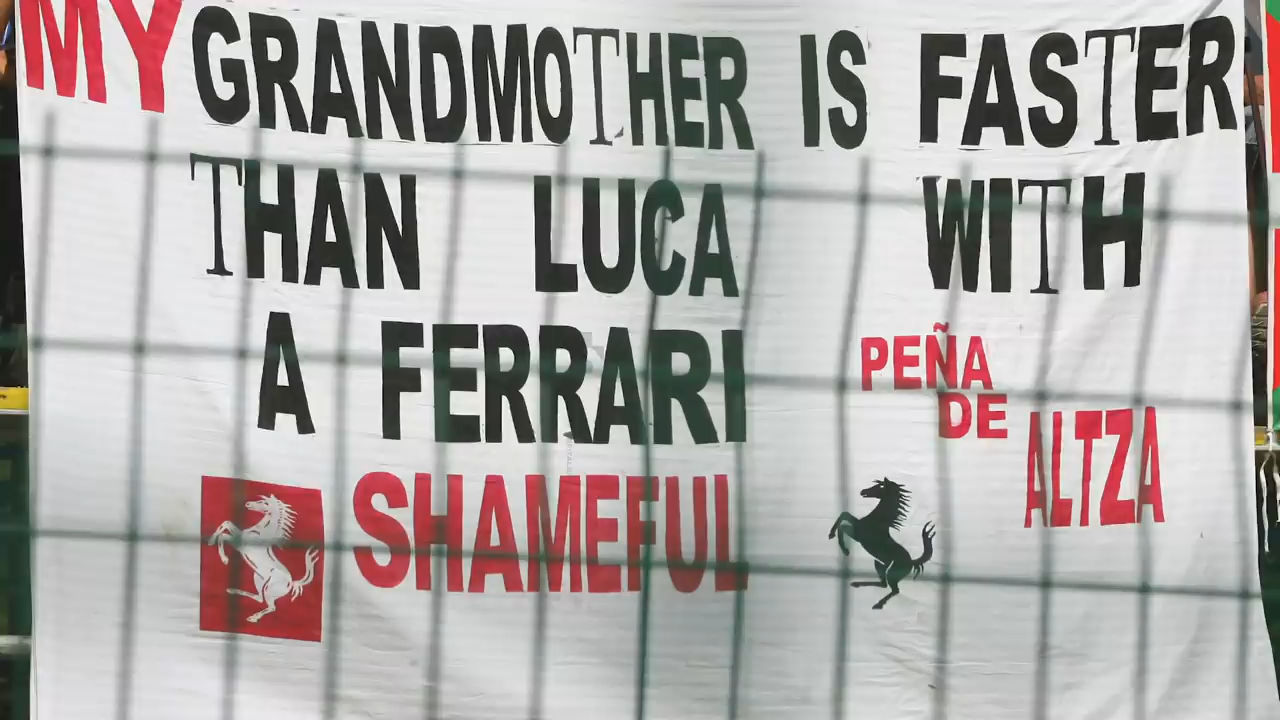 MY GRANDMOTHER IS FASTER
THAN LUCA WITH
A FERRARI
PEÑA
DE
ALTZA
SHAMEFUL